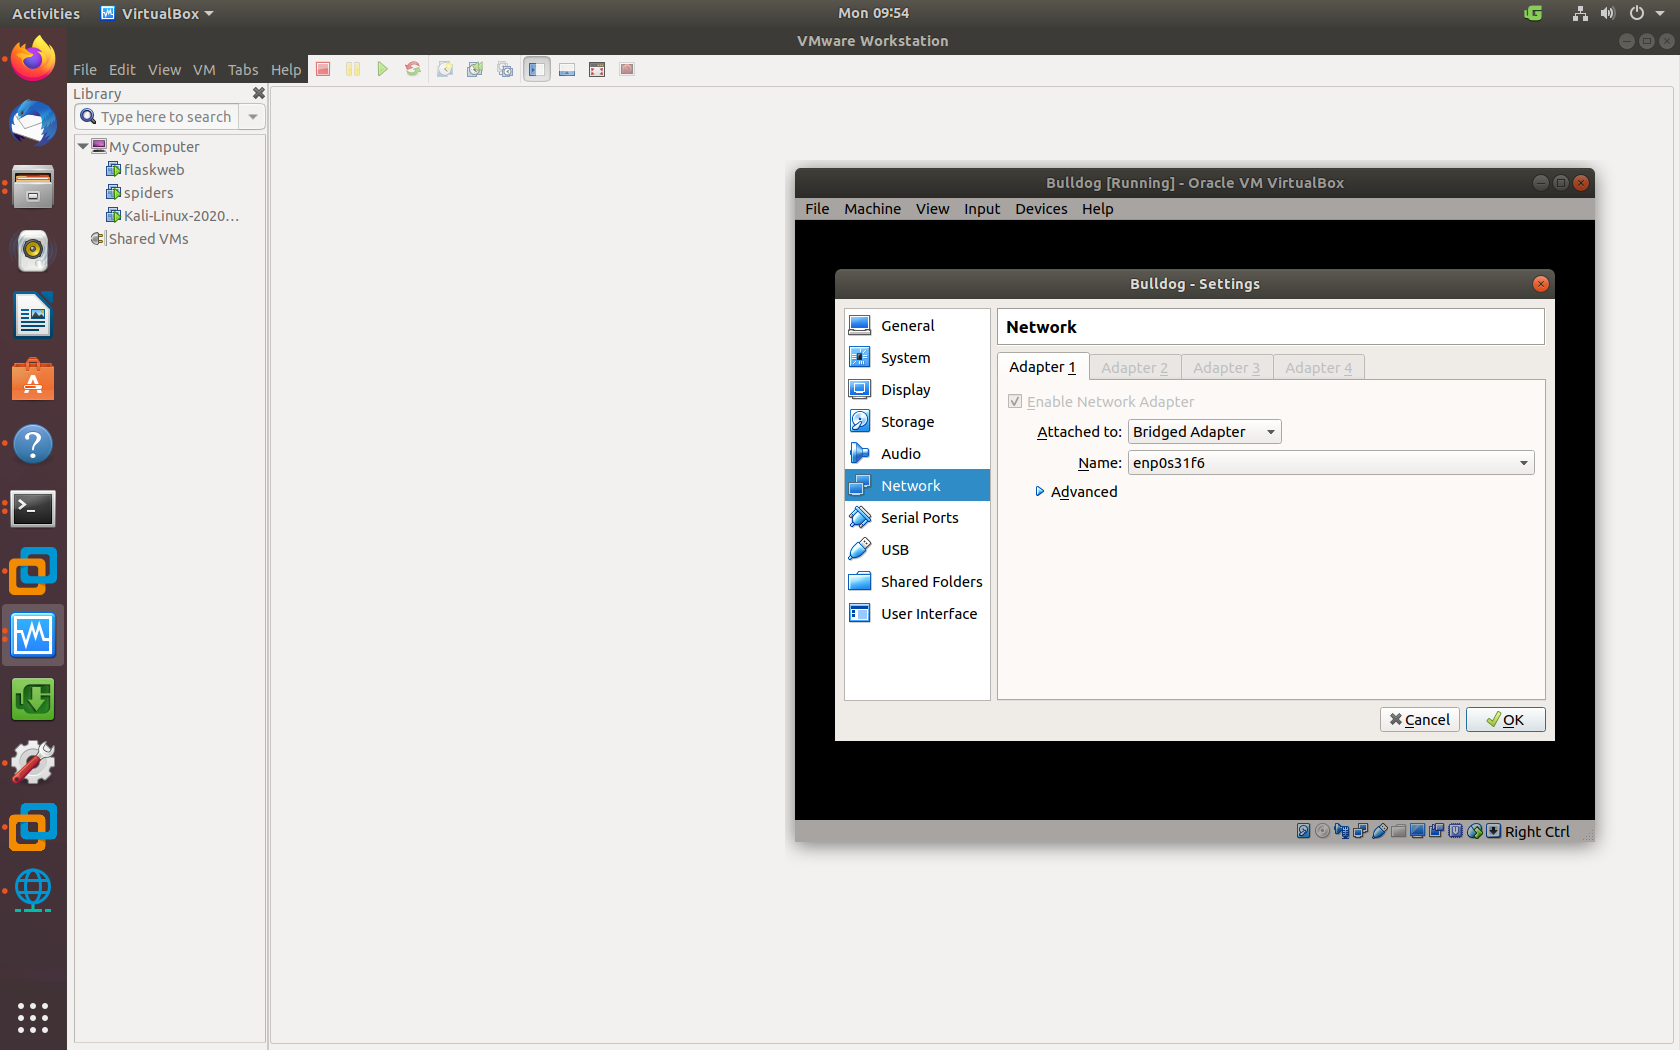 Activities VirtualBox Mon 09:54
VMware Workstation
File Edit View VM Tabs Help
Library
Type here to search
My Computer
flaskweb
spiders
Kali-Linux-2020...
Shared VMs
Bulldog [Running] - Oracle VM VirtualBox
File Machine View Input Devices Help
Bulldog - Settings
General
System
Display
Storage
Audio
Network
Serial Ports
USB
Shared Folders
User Interface
Network
Adapter 1 Adapter 2 Adapter 3 Adapter 4
Enable Network Adapter
Attached to: Bridged Adapter
Name: enp0s31f6
Advanced
Cancel OK
Right Ctrl